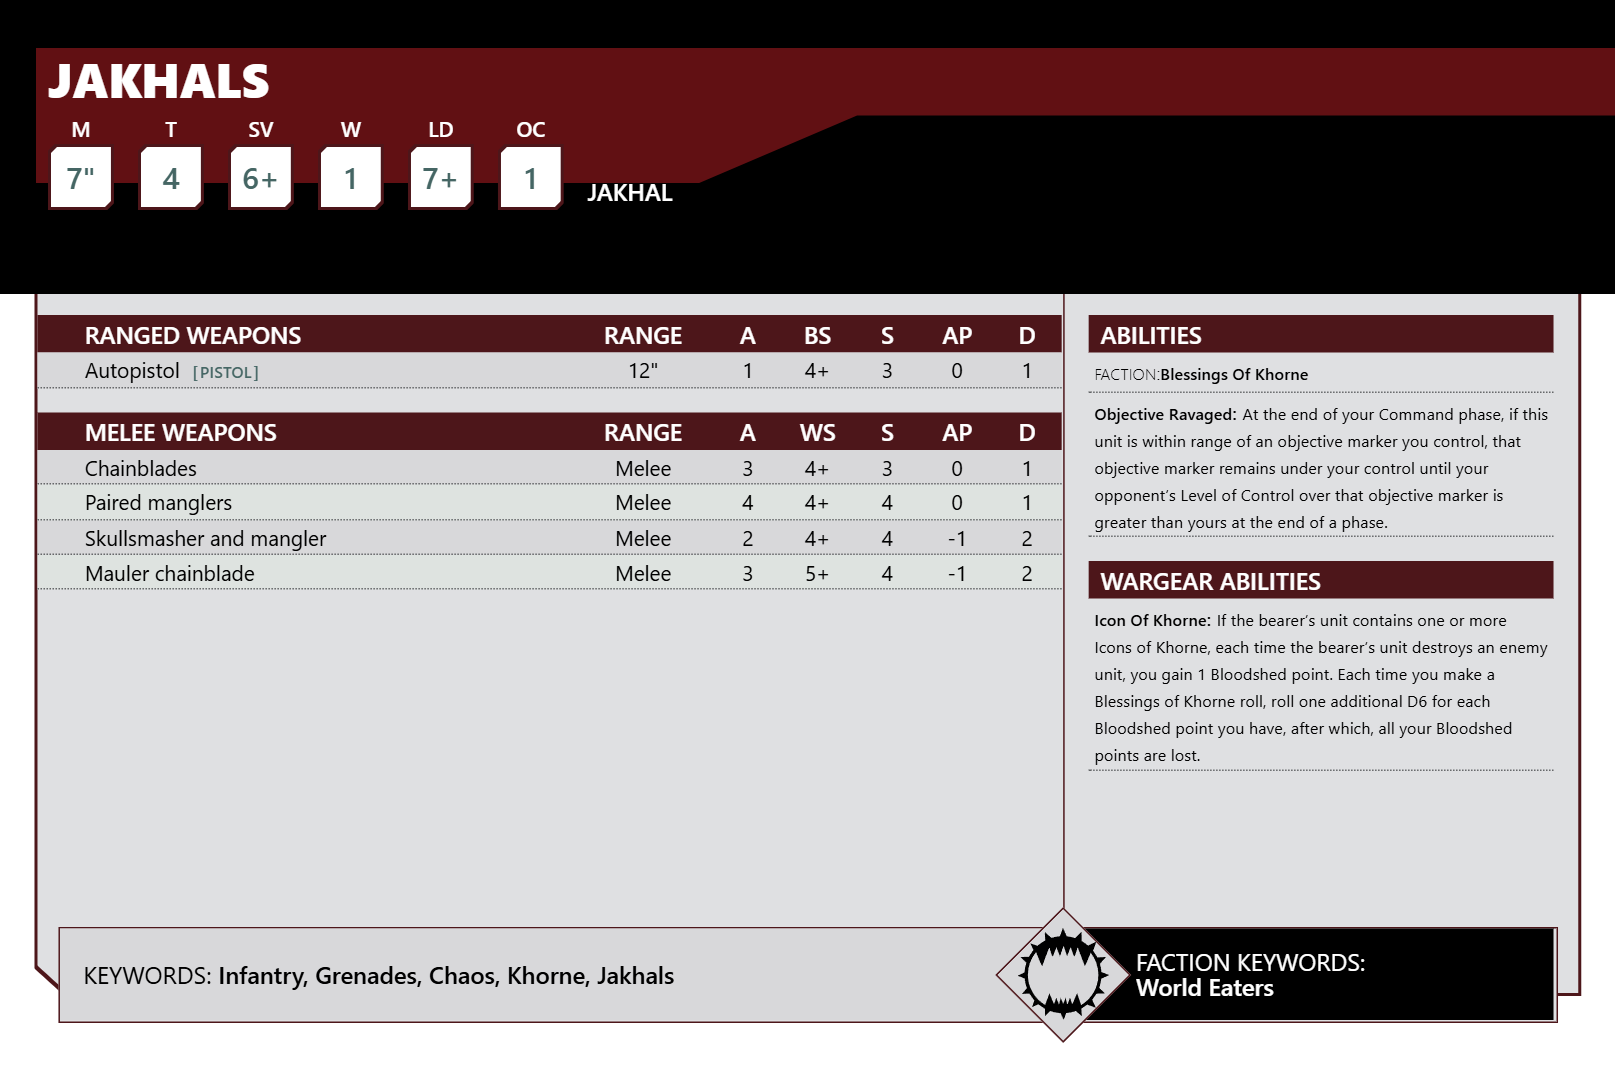 JAKHALS
M T SV W LD OC
7" 4 6+ 1 7+ 1 JAKHAL
RANGED WEAPONS RANGE A BS S AP D
Autopistol [PISTOL] 12" 1 4+ 3 0 1
MELEE WEAPONS RANGE A WS S AP D
Chainblades Melee 3 4+ 3 0 1
Paired manglers Melee 4 4+ 4 0 1
Skullsmasher and mangler Melee 2 4+ 4 -1 2
Mauler chainblade Melee 3 5+ 4 -1 2
ABILITIES
FACTION:Blessings Of Khorne
Objective Ravaged: At the end of your Command phase, if this
unit is within range of an objective marker you control, that
objective marker remains under your control until your
opponent's Level of Control over that objective marker is
greater than yours at the end of a phase.
WARGEAR ABILITIES
Icon Of Khorne: If the bearer's unit contains one or more
Icons of Khorne, each time the bearer's unit destroys an enemy
unit, you gain 1 Bloodshed point. Each time you make a
Blessings of Khorne roll, roll one additional D6 for each
Bloodshed point you have, after which, all your Bloodshed
points are lost.
KEYWORDS: Infantry, Grenades, Chaos, Khorne, Jakhals
FACTION KEYWORDS:
World Eaters